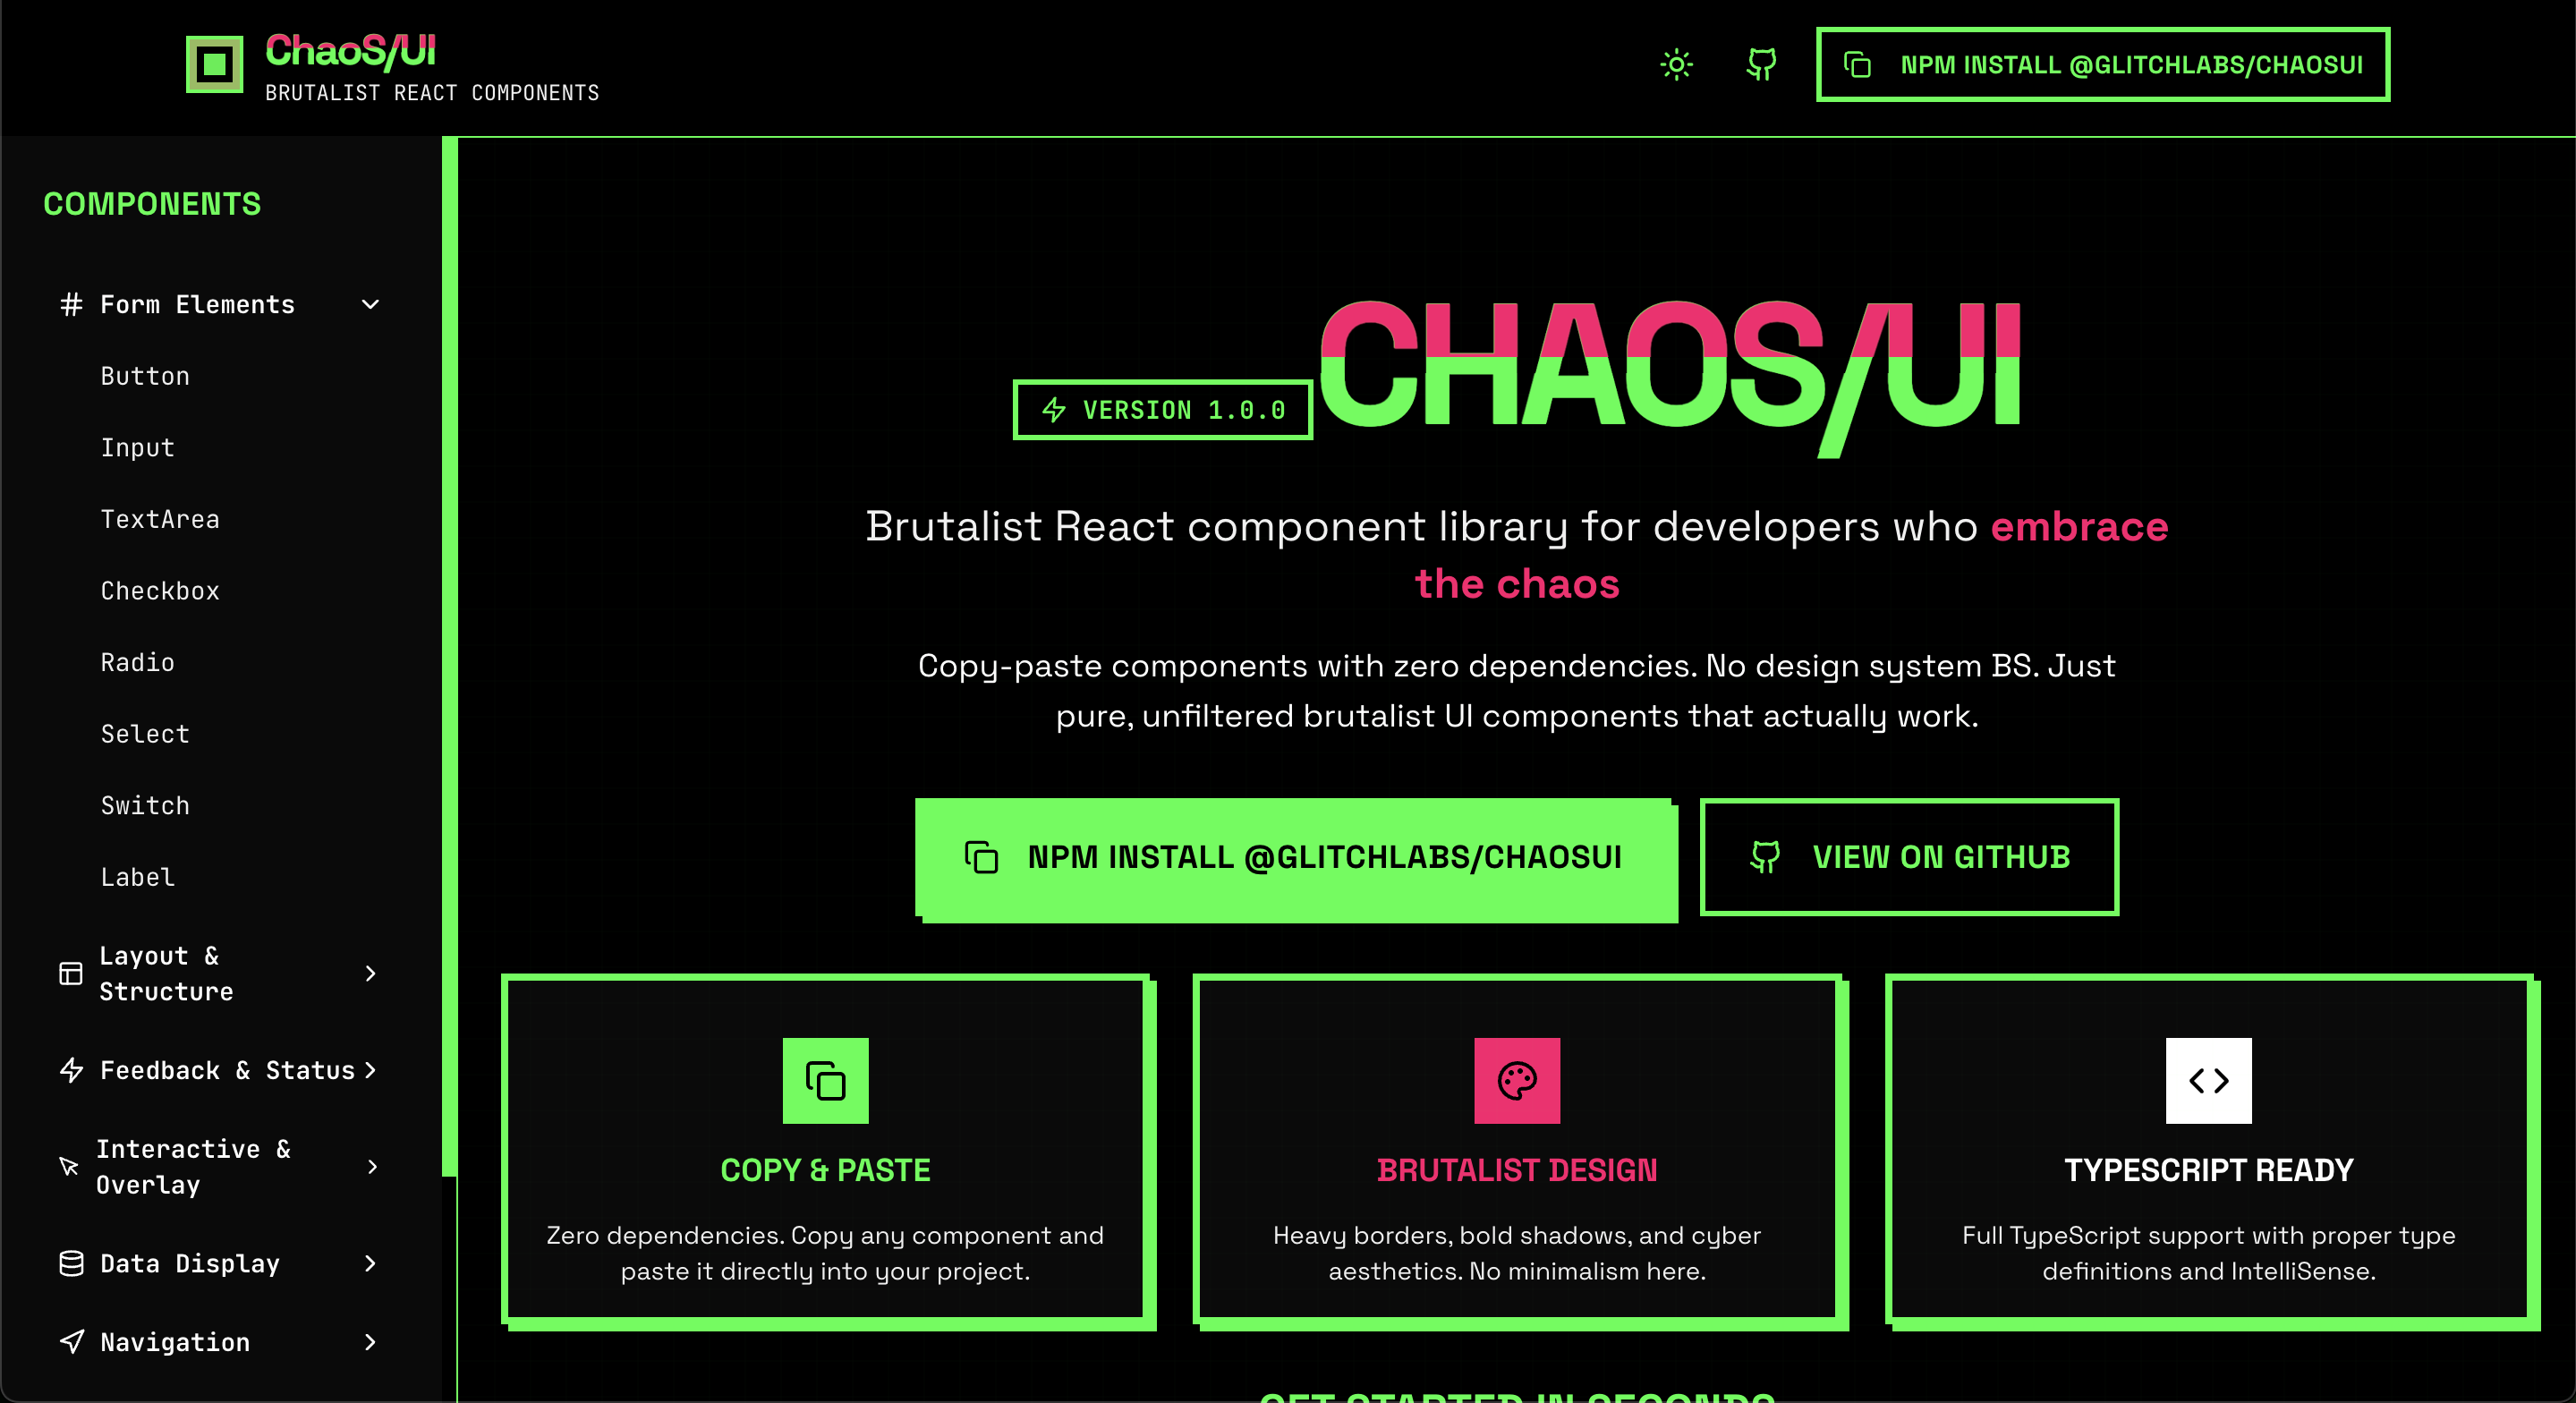 ChaoS/UI
BRUTALIST REACT COMPONENTS
NPM INSTALL @GLITCHLABS/CHAOSUI
COMPONENTS
Form Elements
Button
Input
TextArea
Checkbox
Radio
Select
Switch
Label
Layout &
Structure
Feedback & Status
Interactive &
Overlay
Data Display
Navigation
VERSION 1.0.0
CHAOS/UI
Brutalist React component library for developers who embrace
the chaos
Copy-paste components with zero dependencies. No design system BS. Just
pure, unfiltered brutalist UI components that actually work.
NPM INSTALL @GLITCHLABS/CHAOSUI
VIEW ON GITHUB
COPY & PASTE
Zero dependencies. Copy any component and
paste it directly into your project.
BRUTALIST DESIGN
Heavy borders, bold shadows, and cyber
aesthetics. No minimalism here.
TYPESCRIPT READY
Full TypeScript support with proper type
definitions and IntelliSense.
GET STARTED IN SECONDS